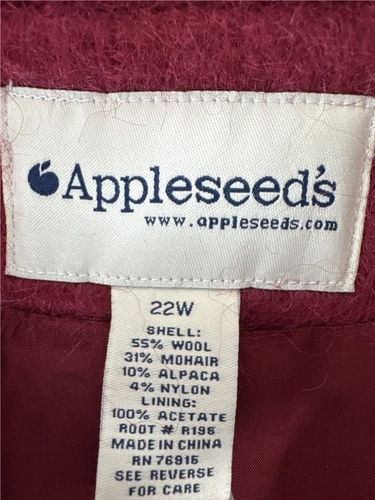 Appleseed's
www.appleseeds.com
22W
SHELL:
55% WOOL
31% MOHAIR
10% ALPACA
4% NYLON
LINING:
100% ACETATE
ROOT # R195
MADE IN CHINA
RN 76915
SEE REVERSE
FOR CARE